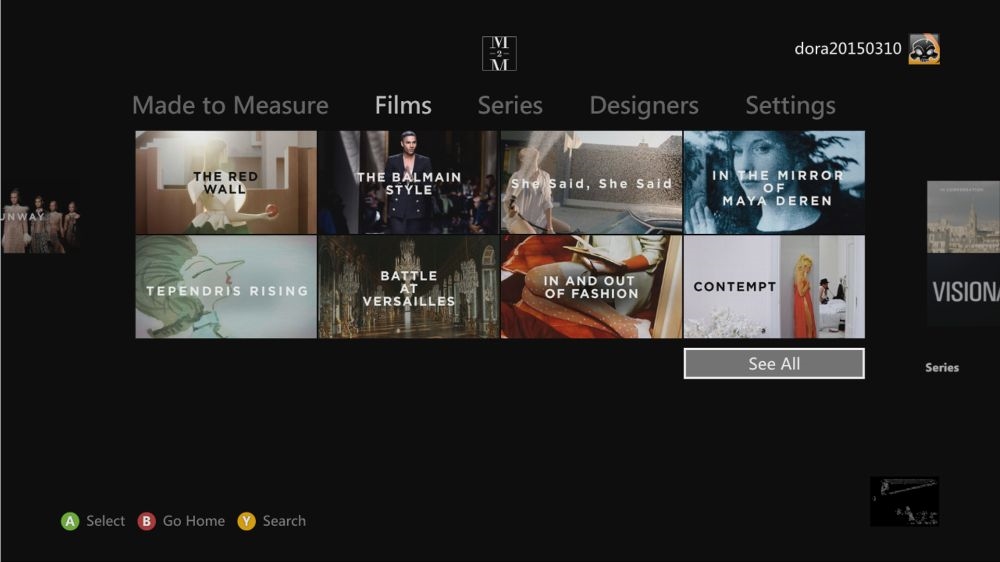 M
2
M
dora20150310
Made to Measure
Films
Series
Designers
Settings
THE RED
WALL
THE BALMAIN
STYLE
She Said, She Said
IN THE MIRROR
OF
MAYA DEREN
UNWAY
IN CONVERSATION
TEPENDRIS RISING
BATTLE
AT
VERSAILLES
IN AND OUT
OF FASHION
CONTEMPT
VISIONA
See All
Series
A Select
B Go Home
Y Search